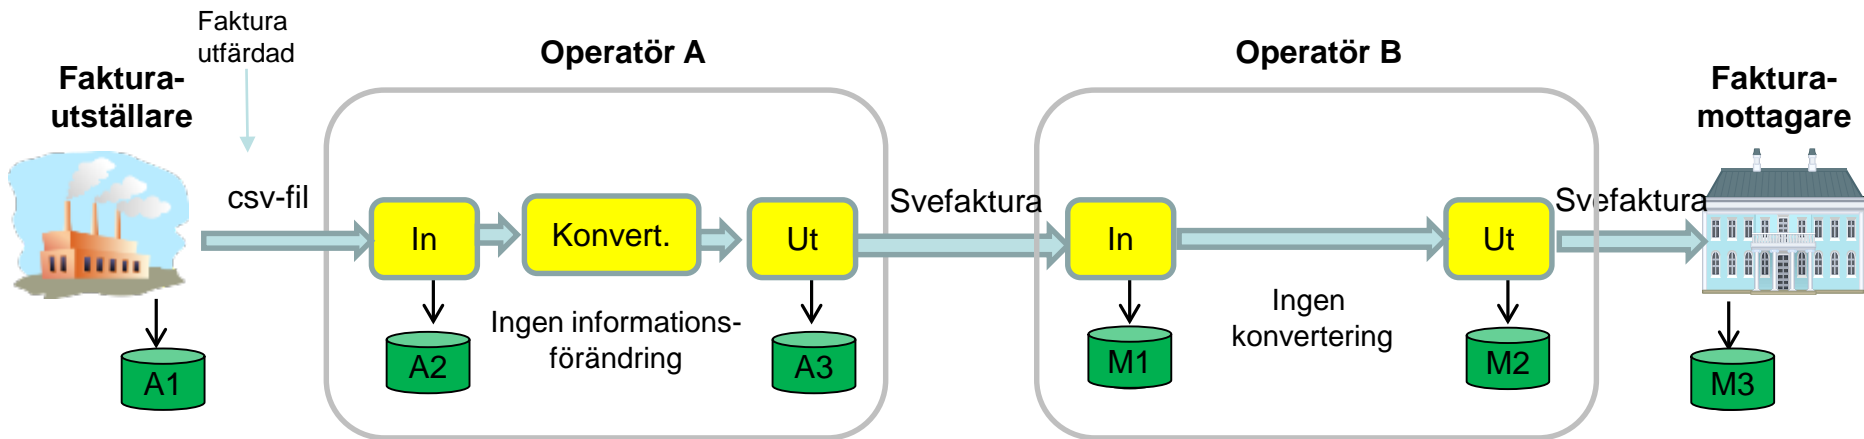 Faktura
utfärdad
Operatör A
Operatör B
Faktura-
utställare
Faktura-
mottagare
csv-fil
In
Konvert.
Ut
Svefaktura
In
Ut
Svefaktura
Ingen informations-
förändring
Ingen
konvertering
A1
A2
A3
M1
M2
M3